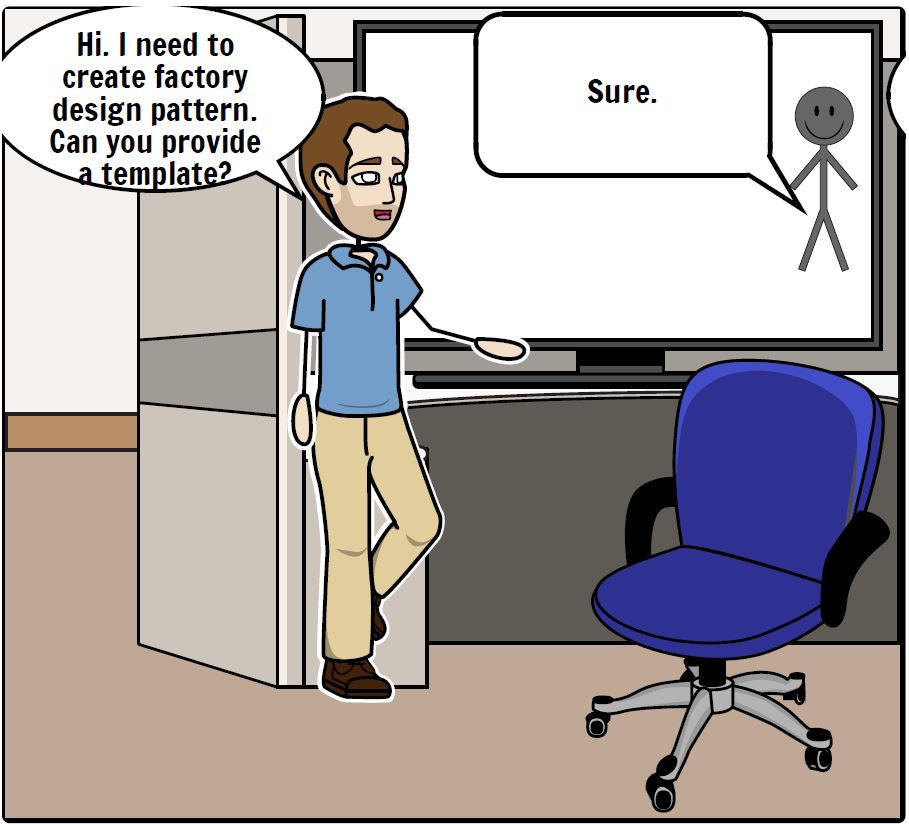 Hi. I need to
create factory
design pattern.
Can you provide
a template?
Sure.